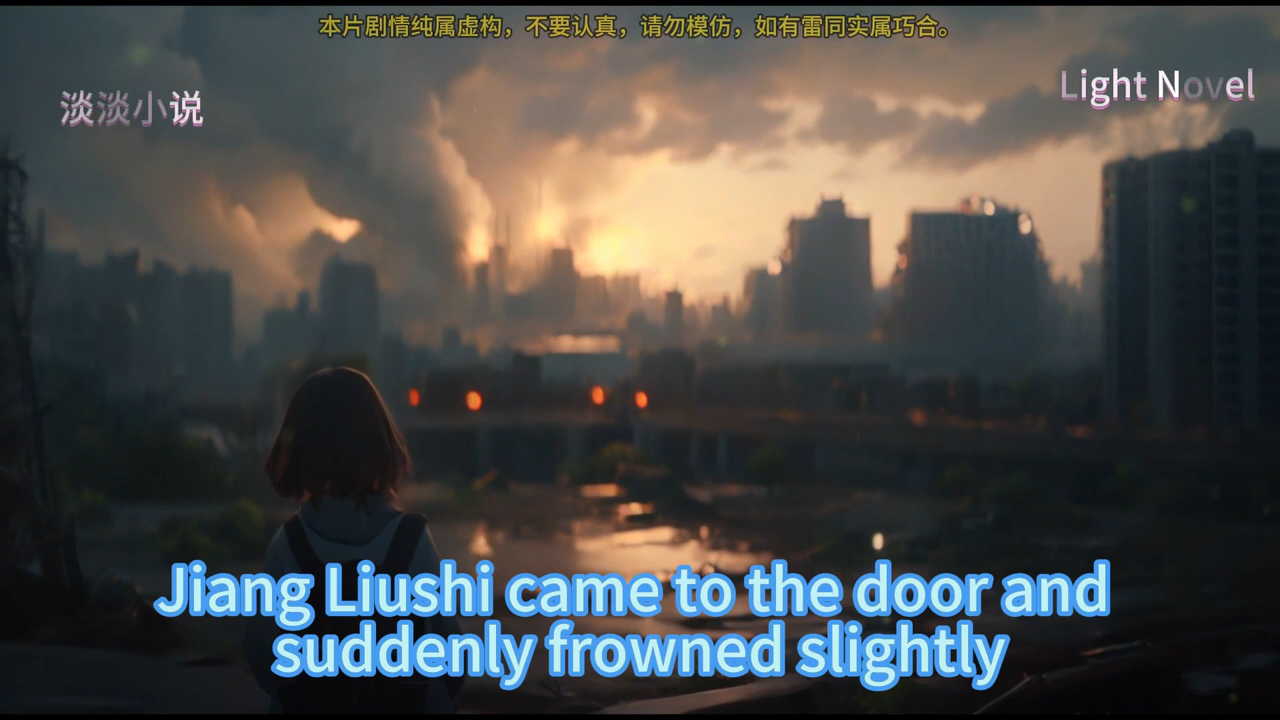 本片剧情纯属虚构，不要认真，请勿模仿，如有雷同实属巧合。
淡淡小说
Light Novel
Jiang Liushi came to the door and
suddenly frowned slightly